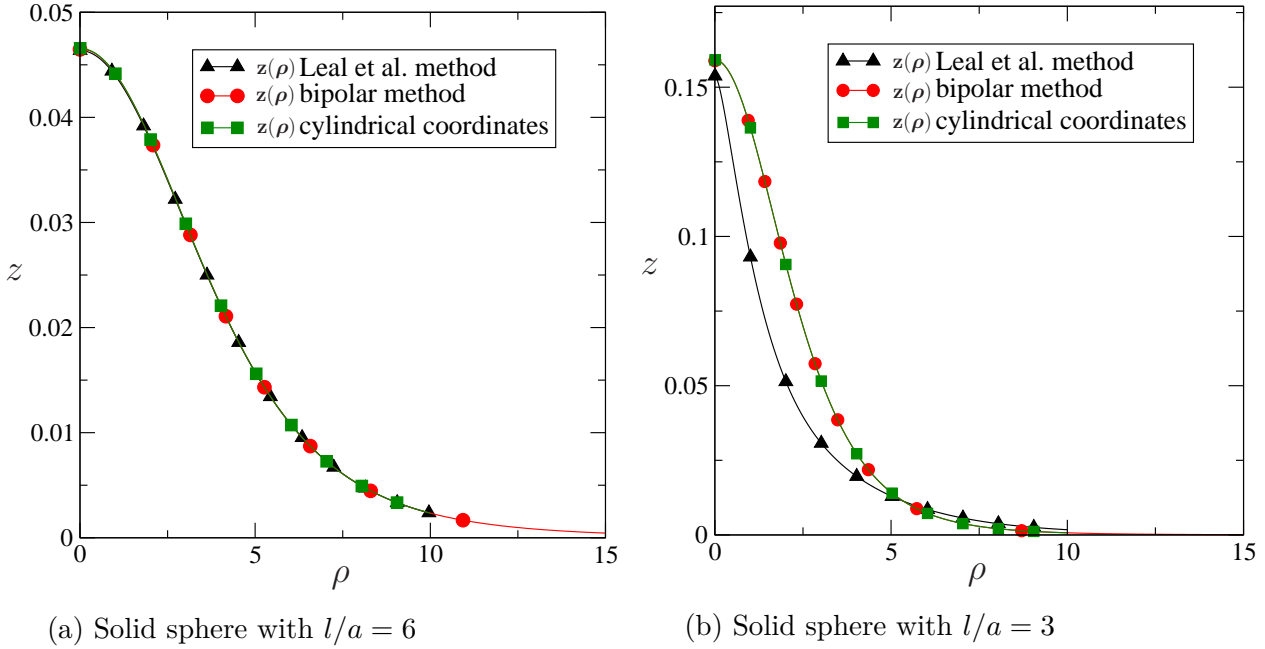 0.05
0.04
0.03
0.02
0.01
0
z
z(ρ) Leal et al. method
z(ρ) bipolar method
z(ρ) cylindrical coordinates
0 5 10 15
ρ
(a) Solid sphere with l/a = 6
0.15
0.1
0.05
0
z
z(ρ) Leal et al. method
z(ρ) bipolar method
z(ρ) cylindrical coordinates
0 5 10 15
ρ
(b) Solid sphere with l/a = 3